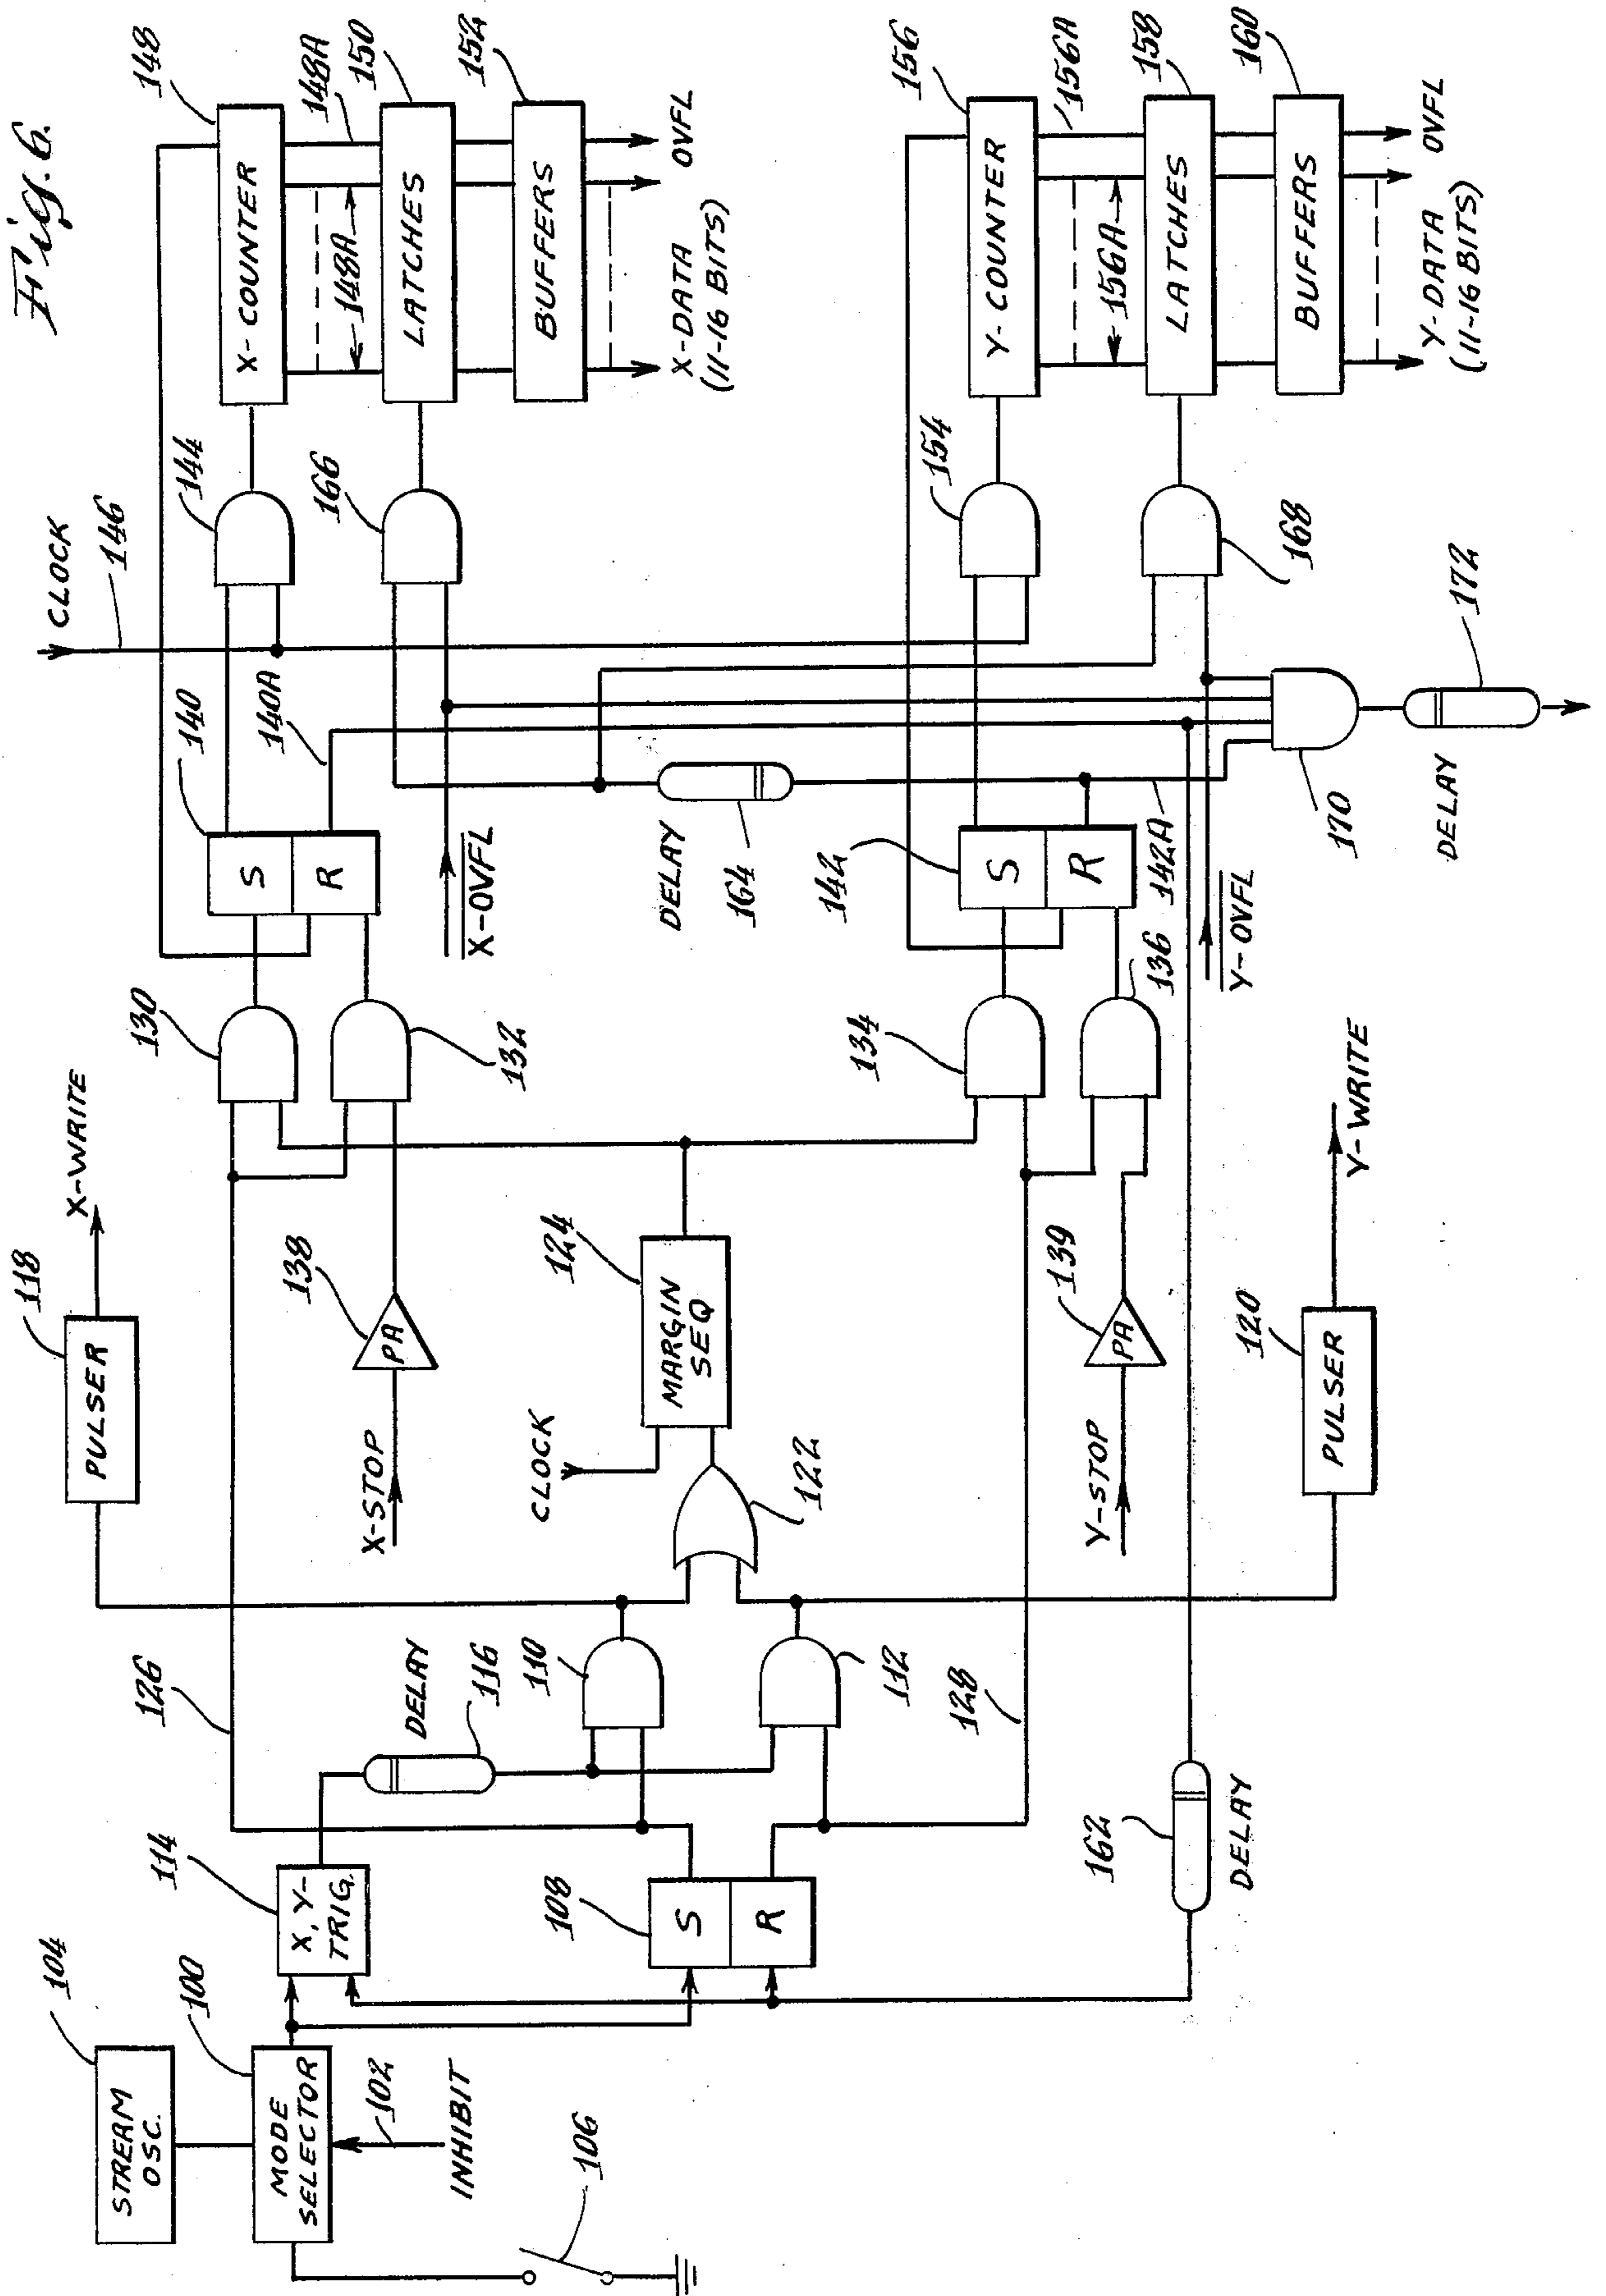 Fig. 6.
STREAM
OSC.
104
MODE
SELECTOR
100
102
INHIBIT
106
X, Y-
TRIG.
114
S
R
108
DELAY
116
126
110
112
128
162
DELAY
PULSER
118
X-WRITE
X-STOP
PA
138
CLOCK
122
MARGIN
SEQ
124
Y-STOP
PA
139
PULSER
120
Y-WRITE
130
132
134
136
S
R
140
140A
X-OVFL
DELAY
164
S
R
142
142A
Y-OVFL
CLOCK
146
144
166
154
168
170
DELAY
172
X-COUNTER
148
148A
148A
LATCHES
150
BUFFERS
152
X-DATA
(11-16 BITS)
OVFL
Y-COUNTER
156
156A
156A
LATCHES
158
BUFFERS
160
Y-DATA
(11-16 BITS)
OVFL